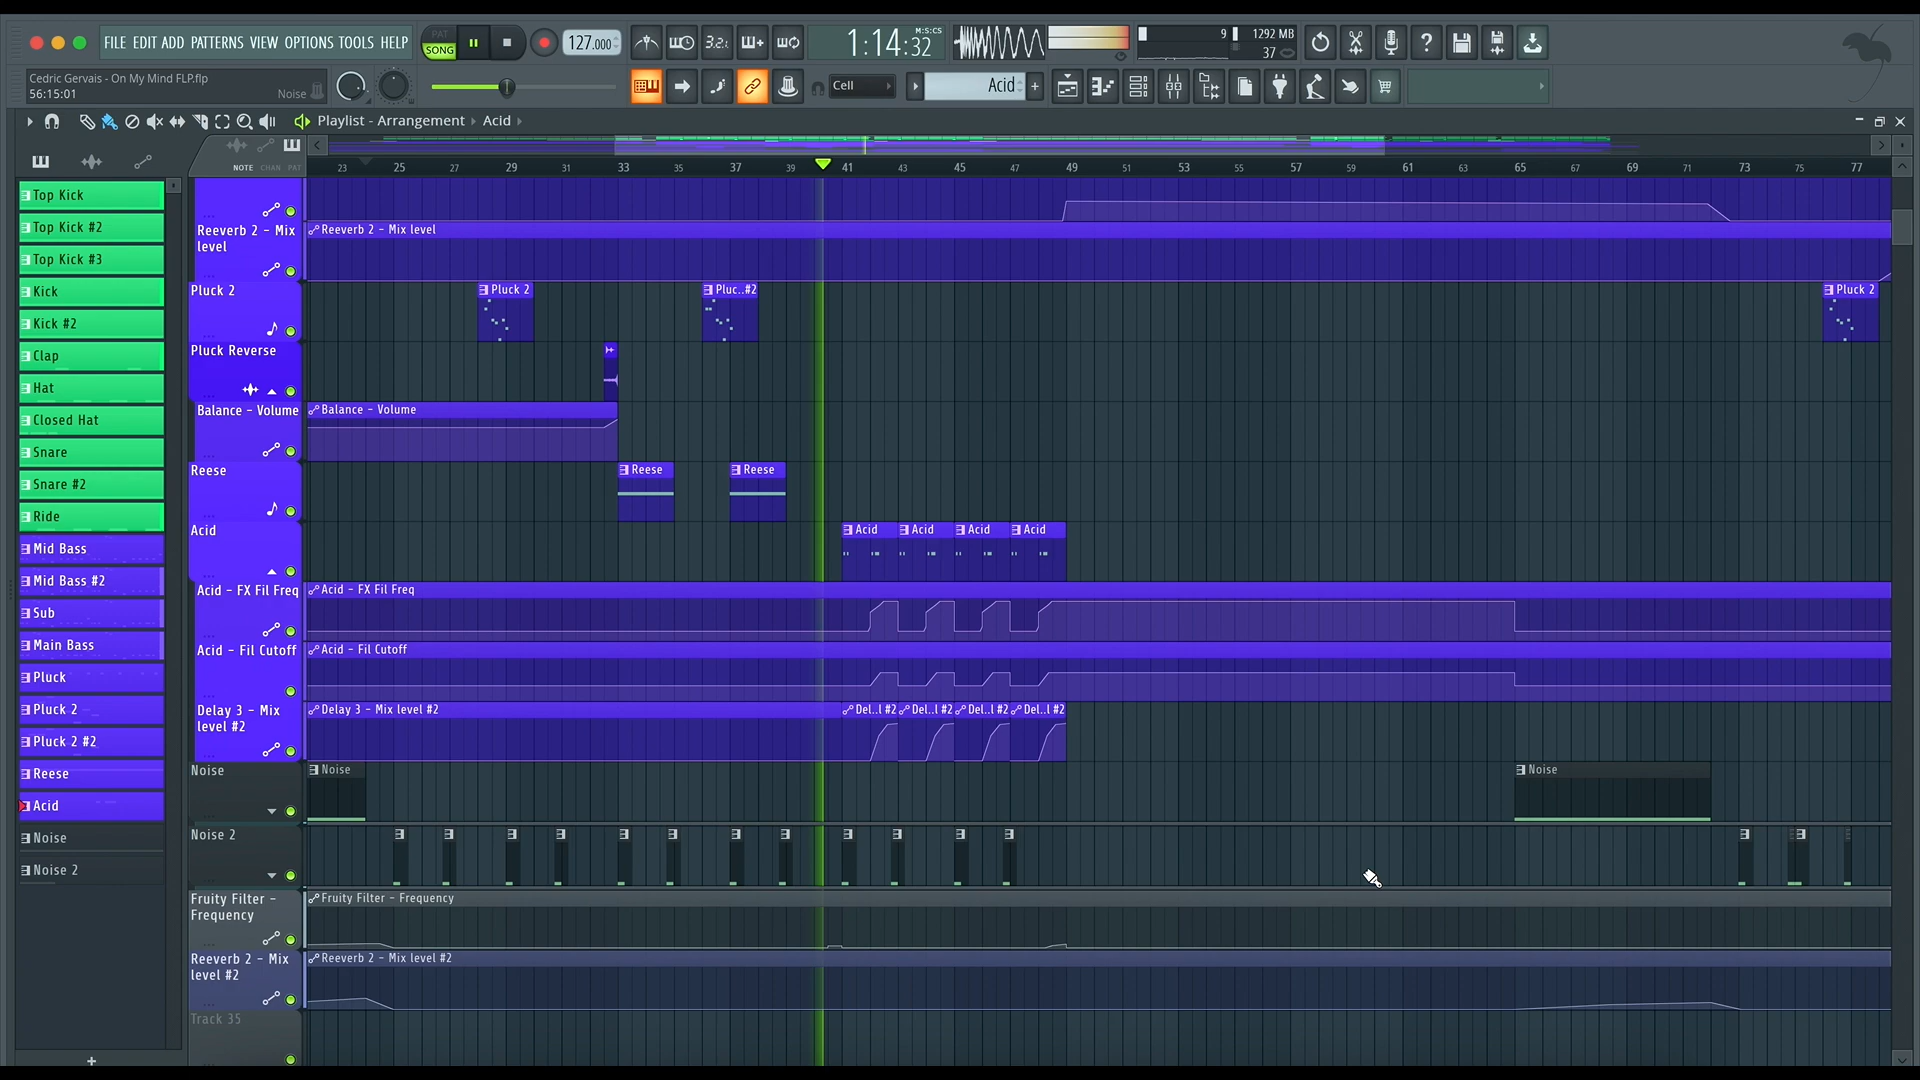 FILE EDIT ADD PATTERNS VIEW OPTIONS TOOLS HELP
PAT
SONG
127.000
3.2.
1:14:32
M:S:CS
9
1292 MB
37
Cedric Gervais - On My Mind FLP.flp
56:15:01
Noise
Cell
Acid
+
Playlist - Arrangement
Acid
NOTE CHAN PAT
23 25 27 29 31 33 35 37 39 41 43 45 47 49 51 53 55 57 59 61 63 65 67 69 71 73 75 77
Top Kick
Top Kick #2
Top Kick #3
Kick
Kick #2
Clap
Hat
Closed Hat
Snare
Snare #2
Ride
Mid Bass
Mid Bass #2
Sub
Main Bass
Pluck
Pluck 2
Pluck 2 #2
Reese
Acid
Noise
Noise 2
+
Reeverb 2 - Mix level
Reeverb 2 - Mix level
Pluck 2
Pluck 2
Pluc..#2
Pluck 2
Pluck Reverse
Balance - Volume
Balance - Volume
Reese
Reese
Reese
Acid
Acid
Acid
Acid
Acid
Acid - FX Fil Freq
Acid - FX Fil Freq
Acid - Fil Cutoff
Acid - Fil Cutoff
Delay 3 - Mix level #2
Delay 3 - Mix level #2
Del..l #2
Del..l #2
Del..l #2
Del..l #2
Noise
Noise
Noise
Noise 2
Fruity Filter - Frequency
Fruity Filter - Frequency
Reeverb 2 - Mix level #2
Reeverb 2 - Mix level #2
Track 35